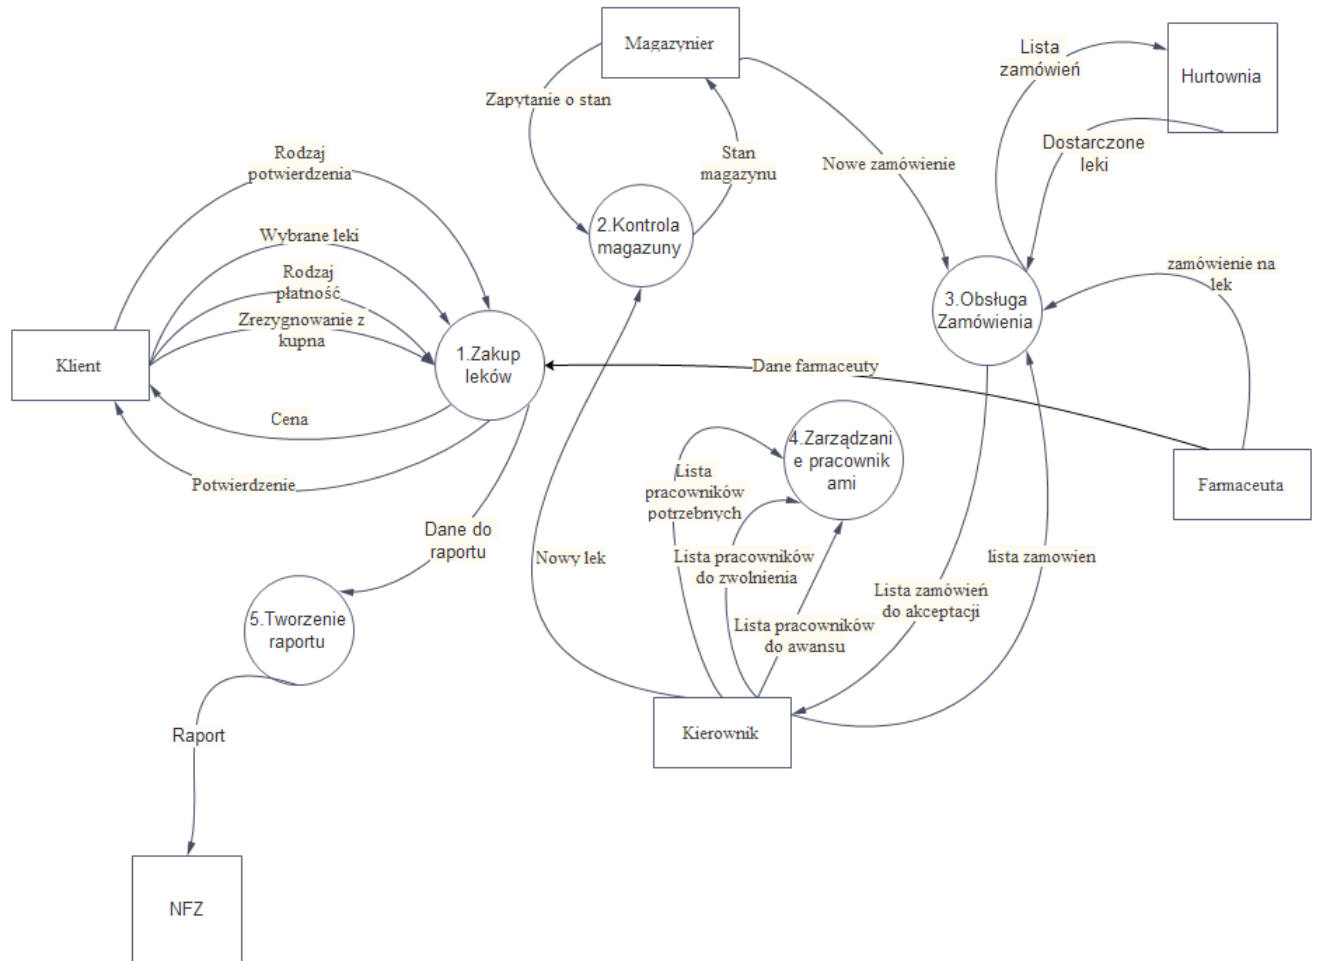 Magazynier
Lista
zamówień
Hurtownia
Zapytanie o stan
Dostarczone
leki
Rodzaj
potwierdzenia
Stan
magazynu
Nowe zamówienie
Wybrane leki
2.Kontrola
magazuny
Rodzaj
płatność
zamówienie na
lek
3.Obsługa
Zamówienia
Zrezygnowanie z
kupna
Klient
1.Zakup
leków
Dane farmaceuty
Cena
4.Zarządzani
e pracownik
ami
Potwierdzenie
Lista
pracowników
potrzebnych
Farmaceuta
Dane do
raportu
Nowy lek
Lista pracowników
do zwolnienia
lista zamowien
Lista zamówień
do akceptacji
5.Tworzenie
raportu
Lista pracowników
do awansu
Raport
Kierownik
NFZ